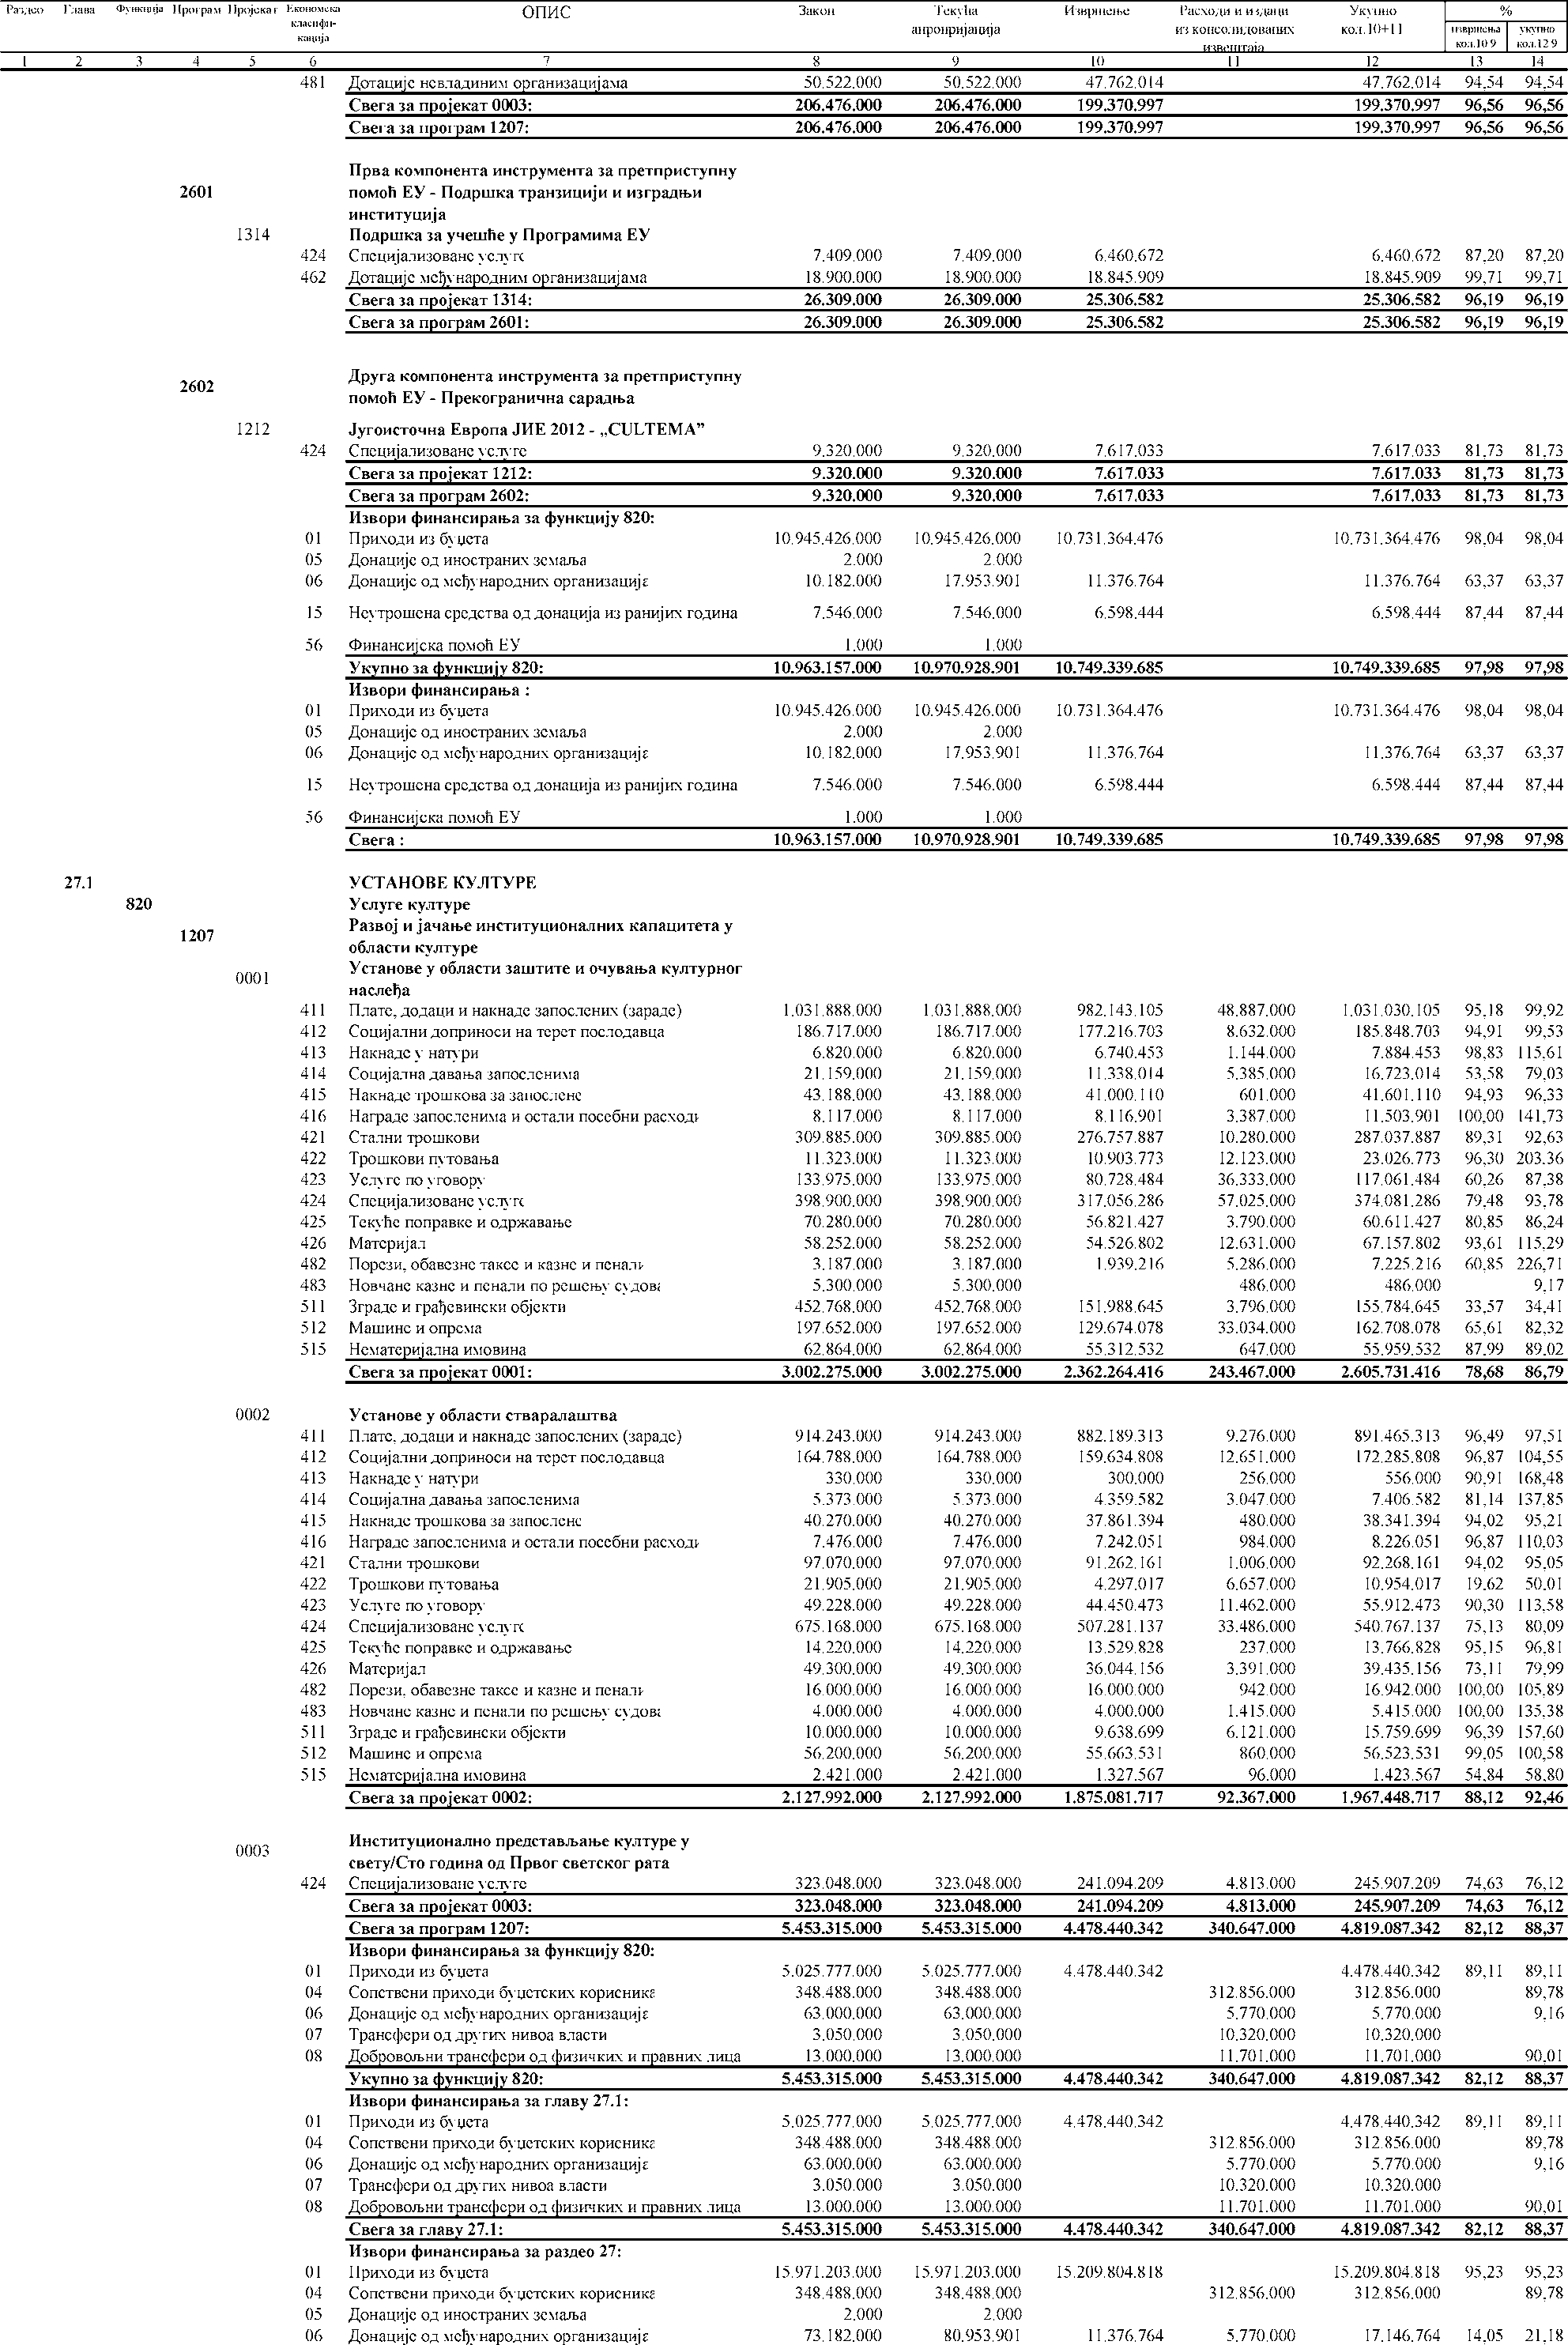 Раздео Глава Функција Програм Пројекат Економска класифи- кација ОПИС Закон Текућа апропријација Извршење Расходи и издаци из консолидованих извештаја Укупно кол.10+11 % извршења кол.10 9 укупно кол.12 9
1 2 3 4 5 6 7 8 9 10 11 12 13 14
481 Дотације невладиним организацијама 50.522.000 50.522.000 47.762.014 47.762.014 94,54 94,54
Свега за пројекат 0003: 206.476.000 206.476.000 199.370.997 199.370.997 96,56 96,56
Свега за програм 1207: 206.476.000 206.476.000 199.370.997 199.370.997 96,56 96,56
Прва компонента инструмента за претприступну
2601 помоћ ЕУ - Подршка транзицији и изградњи
институција
1314 Подршка за учешће у Програмима ЕУ
424 Специјализоване услуге 7.409.000 7.409.000 6.460.672 6.460.672 87,20 87,20
462 Дотације међународним организацијама 18.900.000 18.900.000 18.845.909 18.845.909 99,71 99,71
Свега за пројекат 1314: 26.309.000 26.309.000 25.306.582 25.306.582 96,19 96,19
Свега за програм 2601: 26.309.000 26.309.000 25.306.582 25.306.582 96,19 96,19
2602 Друга компонента инструмента за претприступну
помоћ ЕУ - Прекогранична сарадња
1212 Југоисточна Европа ЈИЕ 2012 - „CULTEMA”
424 Специјализоване услуге 9.320.000 9.320.000 7.617.033 7.617.033 81,73 81,73
Свега за пројекат 1212: 9.320.000 9.320.000 7.617.033 7.617.033 81,73 81,73
Свега за програм 2602: 9.320.000 9.320.000 7.617.033 7.617.033 81,73 81,73
Извори финансирања за функцију 820:
01 Приходи из буџета 10.945.426.000 10.945.426.000 10.731.364.476 10.731.364.476 98,04 98,04
05 Донације од иностраних земаља 2.000 2.000
06 Донације од међународних организација 10.182.000 17.953.901 11.376.764 11.376.764 63,37 63,37
15 Неутрошена средства од донација из ранијих година 7.546.000 7.546.000 6.598.444 6.598.444 87,44 87,44
56 Финансијска помоћ ЕУ 1.000 1.000
Укупно за функцију 820: 10.963.157.000 10.970.928.901 10.749.339.685 10.749.339.685 97,98 97,98
Извори финансирања :
01 Приходи из буџета 10.945.426.000 10.945.426.000 10.731.364.476 10.731.364.476 98,04 98,04
05 Донације од иностраних земаља 2.000 2.000
06 Донације од међународних организација 10.182.000 17.953.901 11.376.764 11.376.764 63,37 63,37
15 Неутрошена средства од донација из ранијих година 7.546.000 7.546.000 6.598.444 6.598.444 87,44 87,44
56 Финансијска помоћ ЕУ 1.000 1.000
Свега : 10.963.157.000 10.970.928.901 10.749.339.685 10.749.339.685 97,98 97,98
27.1 УСТАНОВЕ КУЛТУРЕ
820 Услуге културе
1207 Развој и јачање институционалних капацитета у
области културе
0001 Установе у области заштите и очувања културног
наслеђа
411 Плате, додаци и накнаде запослених (зараде) 1.031.888.000 1.031.888.000 982.143.105 48.887.000 1.031.030.105 95,18 99,92
412 Социјални доприноси на терет послодавца 186.717.000 186.717.000 177.216.703 8.632.000 185.848.703 94,91 99,53
413 Накнаде у натури 6.820.000 6.820.000 6.740.453 1.144.000 7.884.453 98,83 115,61
414 Социјална давања запосленима 21.159.000 21.159.000 11.338.014 5.385.000 16.723.014 53,58 79,03
415 Накнаде трошкова за запослене 43.188.000 43.188.000 41.000.110 601.000 41.601.110 94,93 96,33
416 Награде запосленима и остали посебни расходи 8.117.000 8.117.000 8.116.901 3.387.000 11.503.901 100,00 141,73
421 Стални трошкови 309.885.000 309.885.000 276.757.887 10.280.000 287.037.887 89,31 92,63
422 Трошкови путовања 11.323.000 11.323.000 10.903.773 12.123.000 23.026.773 96,30 203,36
423 Услуге по уговору 133.975.000 133.975.000 80.728.484 36.333.000 117.061.484 60,26 87,38
424 Специјализоване услуге 398.900.000 398.900.000 317.056.286 57.025.000 374.081.286 79,48 93,78
425 Текуће поправке и одржавање 70.280.000 70.280.000 56.821.427 3.790.000 60.611.427 80,85 86,24
426 Материјал 58.252.000 58.252.000 54.526.802 12.631.000 67.157.802 93,61 115,29
482 Порези, обавезне таксе и казне и пенали 3.187.000 3.187.000 1.939.216 5.286.000 7.225.216 60,85 226,71
483 Новчане казне и пенали по решењу судова 5.300.000 5.300.000 486.000 486.000 9,17
511 Зграде и грађевински објекти 452.768.000 452.768.000 151.988.645 3.796.000 155.784.645 33,57 34,41
512 Машине и опрема 197.652.000 197.652.000 129.674.078 33.034.000 162.708.078 65,61 82,32
515 Нематеријална имовина 62.864.000 62.864.000 55.312.532 647.000 55.959.532 87,99 89,02
Свега за пројекат 0001: 3.002.275.000 3.002.275.000 2.362.264.416 243.467.000 2.605.731.416 78,68 86,79
0002 Установе у области стваралаштва
411 Плате, додаци и накнаде запослених (зараде) 914.243.000 914.243.000 882.189.313 9.276.000 891.465.313 96,49 97,51
412 Социјални доприноси на терет послодавца 164.788.000 164.788.000 159.634.808 12.651.000 172.285.808 96,87 104,55
413 Накнаде у натури 330.000 330.000 300.000 256.000 556.000 90,91 168,48
414 Социјална давања запосленима 5.373.000 5.373.000 4.359.582 3.047.000 7.406.582 81,14 137,85
415 Накнаде трошкова за запослене 40.270.000 40.270.000 37.861.394 480.000 38.341.394 94,02 95,21
416 Награде запосленима и остали посебни расходи 7.476.000 7.476.000 7.242.051 984.000 8.226.051 96,87 110,03
421 Стални трошкови 97.070.000 97.070.000 91.262.161 1.006.000 92.268.161 94,02 95,05
422 Трошкови путовања 21.905.000 21.905.000 4.297.017 6.657.000 10.954.017 19,62 50,01
423 Услуге по уговору 49.228.000 49.228.000 44.450.473 11.462.000 55.912.473 90,30 113,58
424 Специјализоване услуге 675.168.000 675.168.000 507.281.137 33.486.000 540.767.137 75,13 80,09
425 Текуће поправке и одржавање 14.220.000 14.220.000 13.529.828 237.000 13.766.828 95,15 96,81
426 Материјал 49.300.000 49.300.000 36.044.156 3.391.000 39.435.156 73,11 79,99
482 Порези, обавезне таксе и казне и пенали 16.000.000 16.000.000 16.000.000 942.000 16.942.000 100,00 105,89
483 Новчане казне и пенали по решењу судова 4.000.000 4.000.000 4.000.000 1.415.000 5.415.000 100,00 135,38
511 Зграде и грађевински објекти 10.000.000 10.000.000 9.638.699 6.121.000 15.759.699 96,39 157,60
512 Машине и опрема 56.200.000 56.200.000 55.663.531 860.000 56.523.531 99,05 100,58
515 Нематеријална имовина 2.421.000 2.421.000 1.327.567 96.000 1.423.567 54,84 58,80
Свега за пројекат 0002: 2.127.992.000 2.127.992.000 1.875.081.717 92.367.000 1.967.448.717 88,12 92,46
0003 Институционално представљање културе у
свету/Сто година од Првог светског рата
424 Специјализоване услуге 323.048.000 323.048.000 241.094.209 4.813.000 245.907.209 74,63 76,12
Свега за пројекат 0003: 323.048.000 323.048.000 241.094.209 4.813.000 245.907.209 74,63 76,12
Свега за програм 1207: 5.453.315.000 5.453.315.000 4.478.440.342 340.647.000 4.819.087.342 82,12 88,37
Извори финансирања за функцију 820:
01 Приходи из буџета 5.025.777.000 5.025.777.000 4.478.440.342 4.478.440.342 89,11 89,11
04 Сопствени приходи буџетских корисника 348.488.000 348.488.000 312.856.000 312.856.000 89,78
06 Донације од међународних организација 63.000.000 63.000.000 5.770.000 5.770.000 9,16
07 Трансфери од других нивоа власти 3.050.000 3.050.000 10.320.000 10.320.000
08 Добровољни трансфери од физичких и правних лица 13.000.000 13.000.000 11.701.000 11.701.000 90,01
Укупно за функцију 820: 5.453.315.000 5.453.315.000 4.478.440.342 340.647.000 4.819.087.342 82,12 88,37
Извори финансирања за главу 27.1:
01 Приходи из буџета 5.025.777.000 5.025.777.000 4.478.440.342 4.478.440.342 89,11 89,11
04 Сопствени приходи буџетских корисника 348.488.000 348.488.000 312.856.000 312.856.000 89,78
06 Донације од међународних организација 63.000.000 63.000.000 5.770.000 5.770.000 9,16
07 Трансфери од других нивоа власти 3.050.000 3.050.000 10.320.000 10.320.000
08 Добровољни трансфери од физичких и правних лица 13.000.000 13.000.000 11.701.000 11.701.000 90,01
Свега за главу 27.1: 5.453.315.000 5.453.315.000 4.478.440.342 340.647.000 4.819.087.342 82,12 88,37
Извори финансирања за раздео 27:
01 Приходи из буџета 15.971.203.000 15.971.203.000 15.209.804.818 15.209.804.818 95,23 95,23
04 Сопствени приходи буџетских корисника 348.488.000 348.488.000 312.856.000 312.856.000 89,78
05 Донације од иностраних земаља 2.000 2.000
06 Донације од међународних организација 73.182.000 80.953.901 11.376.764 5.770.000 17.146.764 14,05 21,18